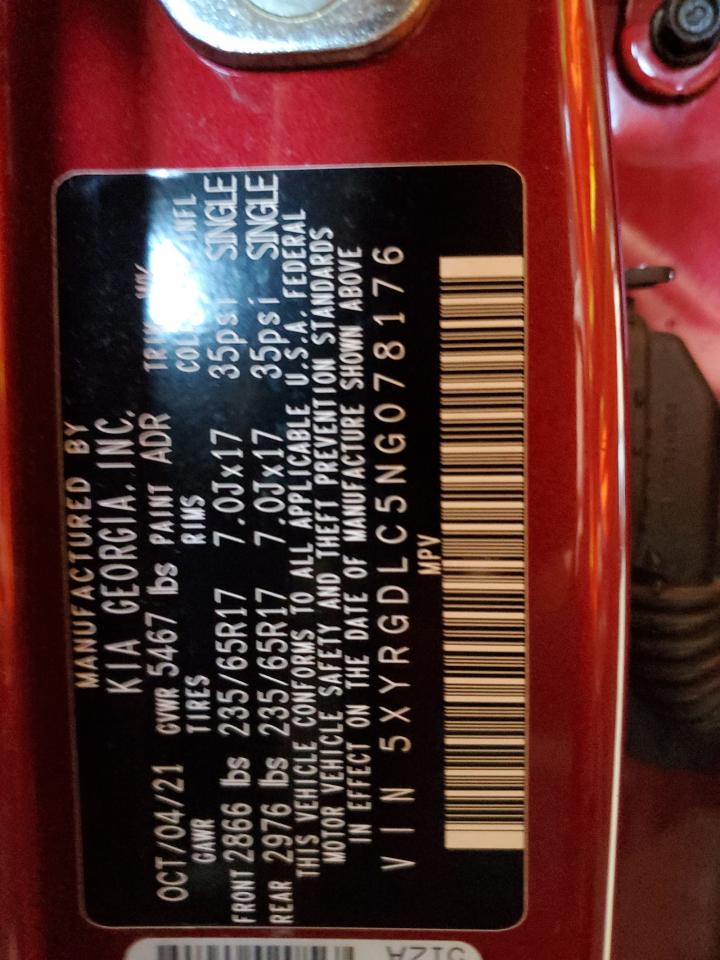 MANUFACTURED BY
KIA GEORGIA, INC.
OCT/04/21 GVWR 5467 lbs PAINT ADR TRIM
GAWR TIRES RIMS INFL
FRONT 2866 lbs 235/65R17 7.0Jx17 35psi SINGLE
REAR 2976 lbs 235/65R17 7.0Jx17 35psi SINGLE
THIS VEHICLE CONFORMS TO ALL APPLICABLE U.S.A. FEDERAL
MOTOR VEHICLE SAFETY AND THEFT PREVENTION STANDARDS
IN EFFECT ON THE DATE OF MANUFACTURE SHOWN ABOVE
VIN 5XYRGDLC5NG078176
MPV